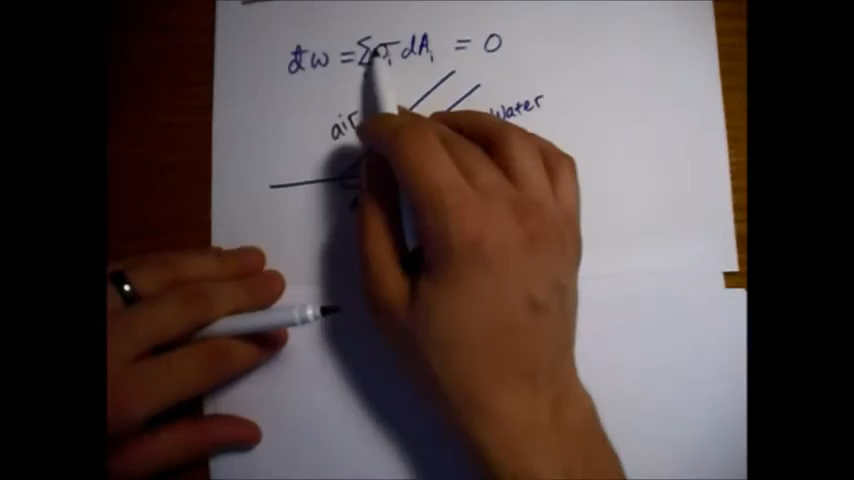 đw = Σσᵢ dAᵢ = 0
water
air